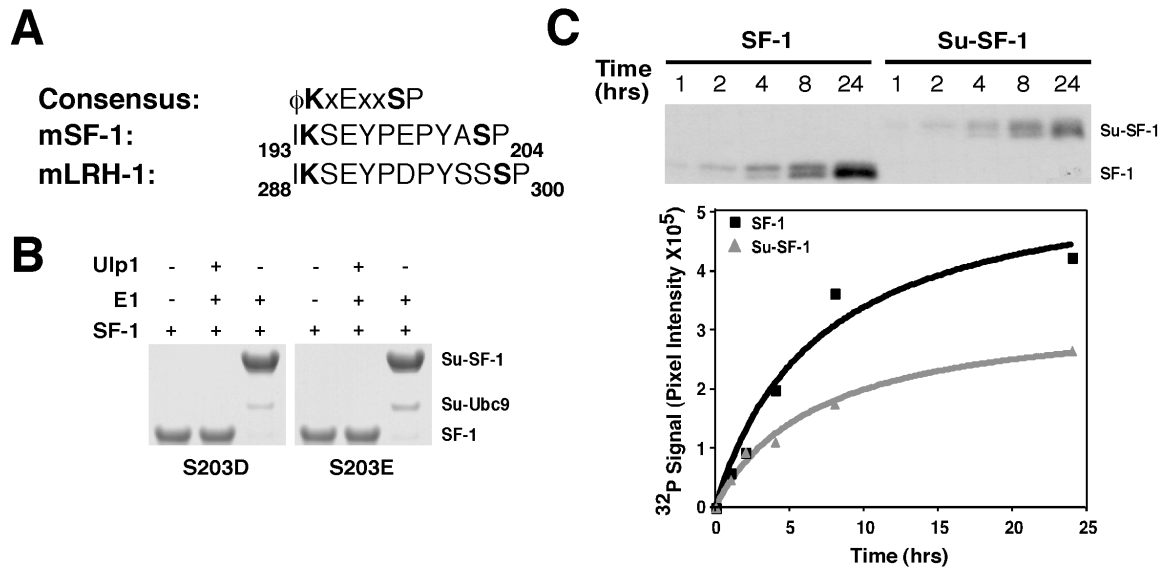 A
Consensus: ϕKxExxSP
mSF-1: 193IKSEYPEPYASP204
mLRH-1: 288IKSEYPDPYSSSP300
B
Ulp1 - + - - + -
E1 - + + - + +
SF-1 + + + + + +
Su-SF-1
Su-Ubc9
SF-1
S203D S203E
C
SF-1 Su-SF-1
Time (hrs) 1 2 4 8 24 1 2 4 8 24
Su-SF-1
SF-1
32P Signal (Pixel Intensity X10^5)
5
4
3
2
1
0
SF-1
Su-SF-1
0 5 10 15 20 25
Time (hrs)